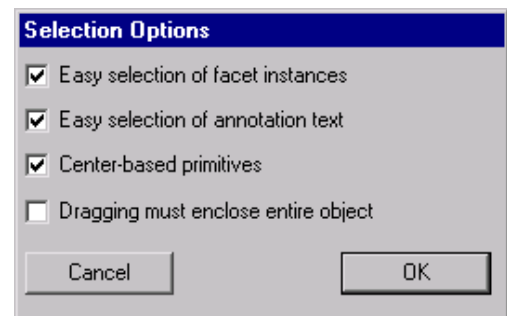 Selection Options
Easy selection of facet instances
Easy selection of annotation text
Center-based primitives
Dragging must enclose entire object
Cancel OK